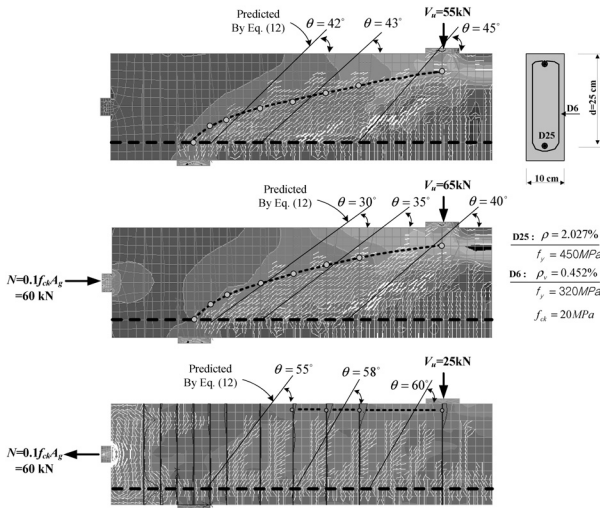 Predicted
By Eq. (12)
θ = 42°
θ = 43°
Vu=55kN
θ = 45°
d=25 cm
D6
D25
10 cm
Predicted
By Eq. (12)
θ = 30°
θ = 35°
Vu=65kN
θ = 40°
N=0.1fckAg
=60 kN
D25 : ρ = 2.027%
fy = 450MPa
D6 : ρv = 0.452%
fy = 320MPa
fck = 20MPa
Predicted
By Eq. (12)
θ = 55°
θ = 58°
Vu=25kN
θ = 60°
N=0.1fckAg
=60 kN